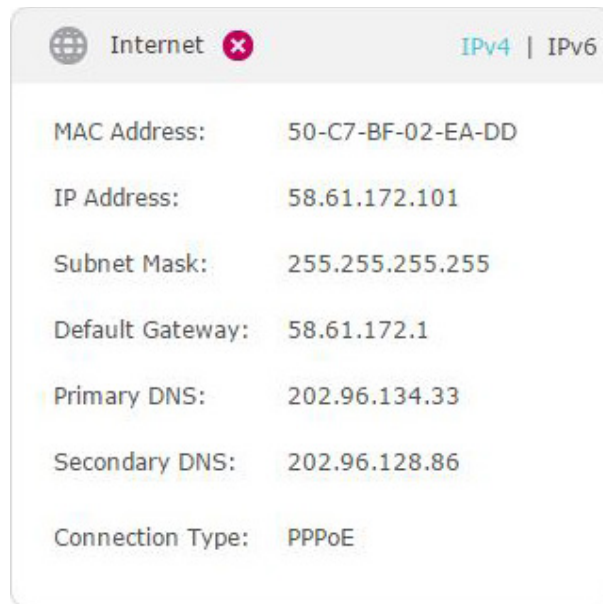 Internet IPv4 | IPv6
MAC Address: 50-C7-BF-02-EA-DD
IP Address: 58.61.172.101
Subnet Mask: 255.255.255.255
Default Gateway: 58.61.172.1
Primary DNS: 202.96.134.33
Secondary DNS: 202.96.128.86
Connection Type: PPPoE